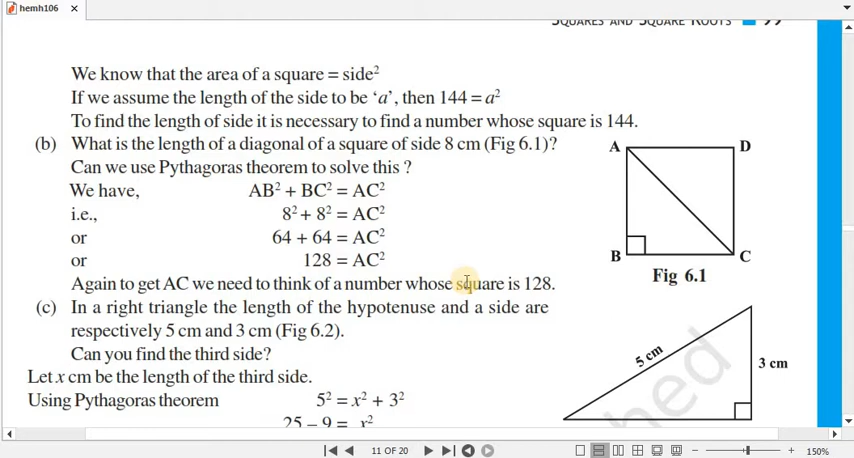 hemh106 ×
SQUARES AND SQUARE ROOTS 99
We know that the area of a square = side²
If we assume the length of the side to be ‘a’, then 144 = a²
To find the length of side it is necessary to find a number whose square is 144.
(b) What is the length of a diagonal of a square of side 8 cm (Fig 6.1)?
Can we use Pythagoras theorem to solve this ?
We have, AB² + BC² = AC²
i.e., 8² + 8² = AC²
or 64 + 64 = AC²
or 128 = AC²
Again to get AC we need to think of a number whose square is 128.
A D
B C
Fig 6.1
(c) In a right triangle the length of the hypotenuse and a side are
respectively 5 cm and 3 cm (Fig 6.2).
Can you find the third side?
Let x cm be the length of the third side.
Using Pythagoras theorem 5² = x² + 3²
25 – 9 = x²
5 cm
3 cm
shed
11 OF 20
150%